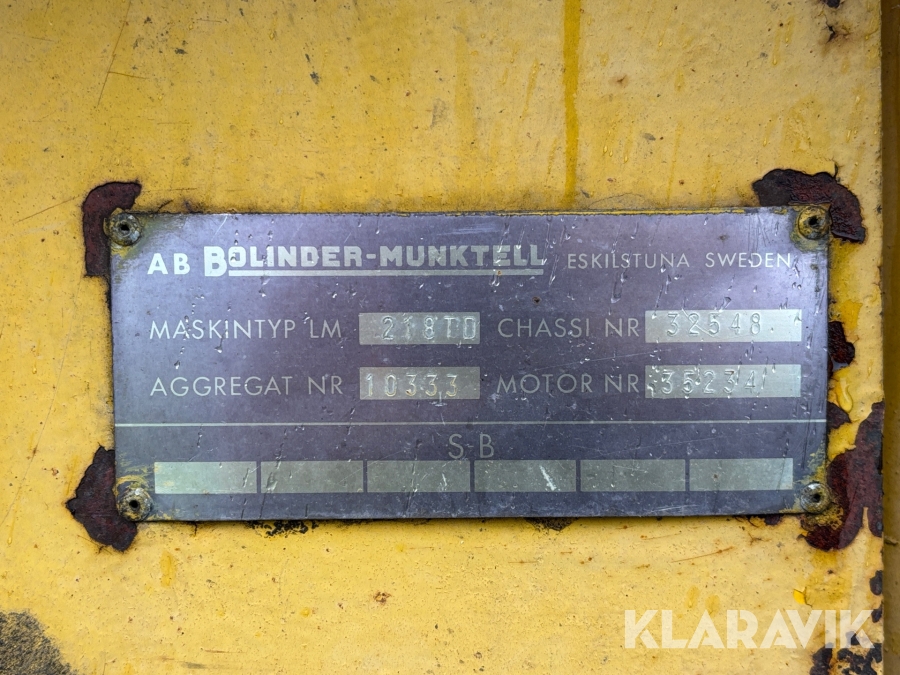 AB BOLINDER-MUNKTELL ESKILSTUNA SWEDEN
MASKINTYP LM 218TD CHASSI NR 32548
AGGREGAT NR 10333 MOTOR NR 35234
S-B
KLARAVIK